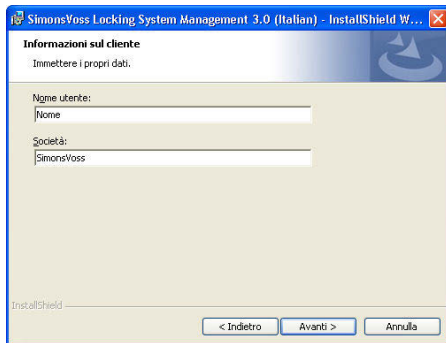 SimonsVoss Locking System Management 3.0 (Italian) - InstallShield W...
Informazioni sul cliente
Immettere i propri dati.
Nome utente:
Nome
Società:
SimonsVoss
InstallShield
< Indietro
Avanti >
Annulla